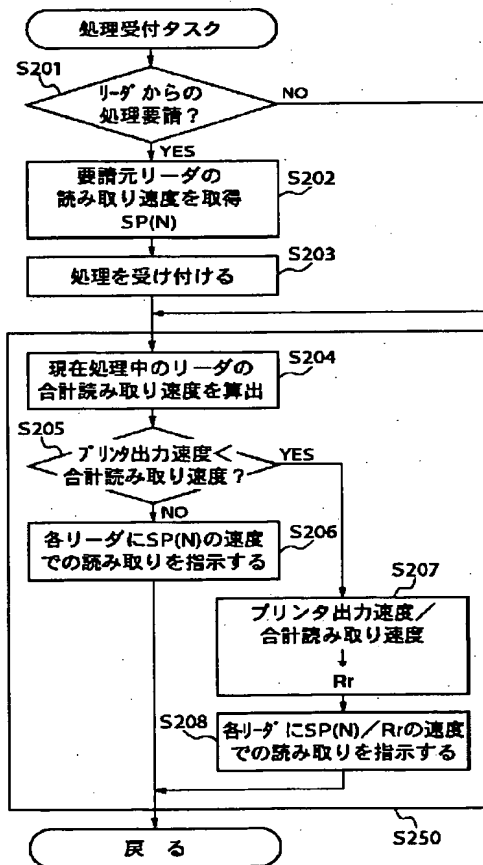 処理受付タスク
S201
リーダからの
処理要請？
NO
YES
要請元リーダの
読み取り速度を取得
SP(N)
S202
処理を受け付ける
S203
現在処理中のリーダの
合計読み取り速度を算出
S204
S205
プリンタ出力速度＜
合計読み取り速度？
YES
NO
各リーダにSP(N)の速度
での読み取りを指示する
S206
S207
プリンタ出力速度／
合計読み取り速度
↓
Rr
S208
各リーダにSP(N)／Rrの速度
での読み取りを指示する
S250
戻る